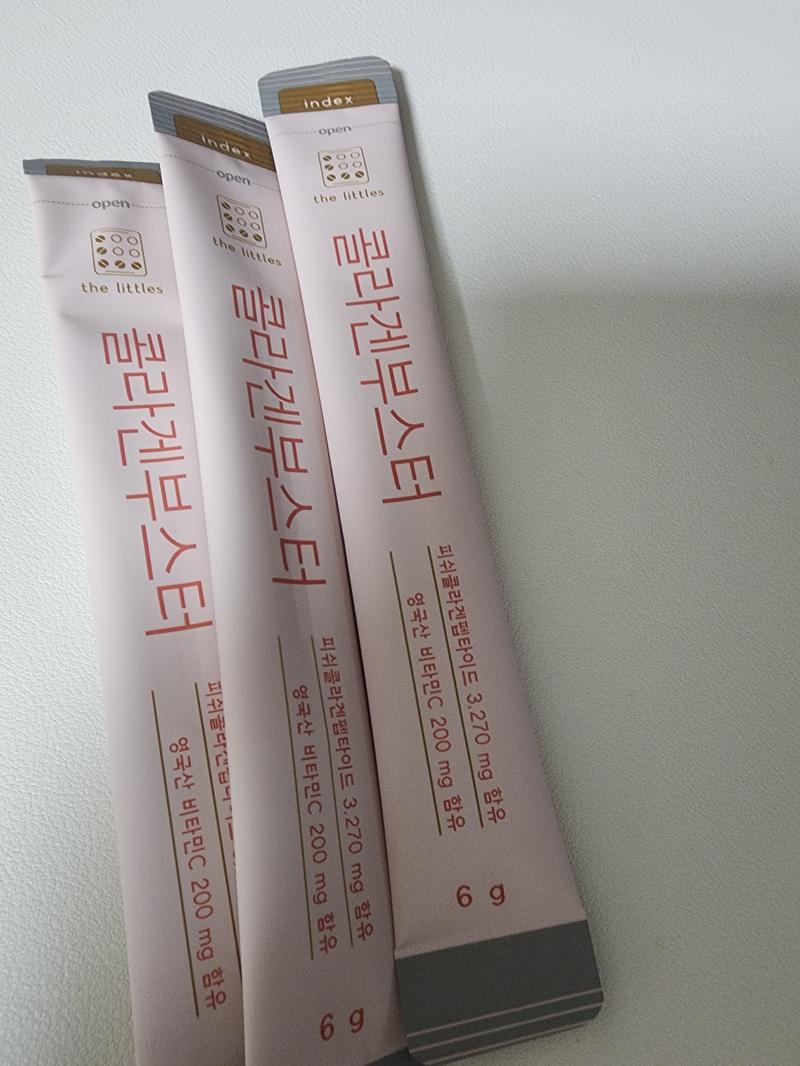 index
open
the littles
콜라겐부스터
피쉬콜라겐펩타이드 3,270 mg 함유
영국산 비타민C 200 mg 함유
6 g
index
open
the littles
콜라겐부스터
피쉬콜라겐펩타이드 3,270 mg 함유
영국산 비타민C 200 mg 함유
6 g
index
open
the littles
콜라겐부스터
영국산 비타민C 200 mg 함유